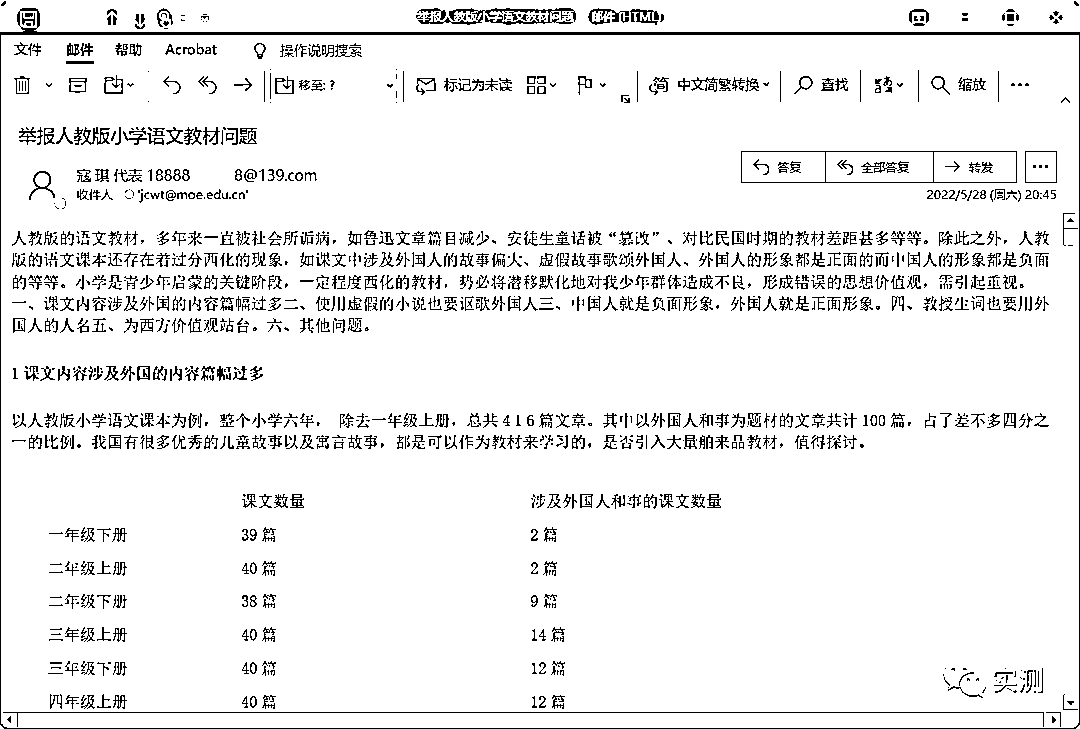 举报人教版小学语文教材问题 邮件 (HTML)
文件 邮件 帮助 Acrobat 操作说明搜索
移至: ? 标记为未读 中文简繁转换 查找 缩放
举报人教版小学语文教材问题
寇琪 代表 18888 8@139.com
收件人 'jcwt@moe.edu.cn'
答复 全部答复 转发
2022/5/28 (周六) 20:45
人教版的语文教材，多年来一直被社会所诟病，如鲁迅文章篇目减少、安徒生童话被“篡改”、对比民国时期的教材差距甚多等等。除此之外，人教
版的语文课本还存在着过分西化的现象，如课文中涉及外国人的故事偏大、虚假故事歌颂外国人、外国人的形象都是正面的而中国人的形象都是负面
的等等。小学是青少年启蒙的关键阶段，一定程度西化的教材，势必将潜移默化地对我少年群体造成不良，形成错误的思想价值观，需引起重视。
一、课文内容涉及外国的内容篇幅过多二、使用虚假的小说也要讴歌外国人三、中国人就是负面形象，外国人就是正面形象。四、教授生词也要用外
国人的人名五、为西方价值观站台。六、其他问题。
1 课文内容涉及外国的内容篇幅过多
以人教版小学语文课本为例，整个小学六年， 除去一年级上册，总共 4 1 6 篇文章。其中以外国人和事为题材的文章共计 100 篇，占了差不多四分之
一的比例。我国有很多优秀的儿童故事以及寓言故事，都是可以作为教材来学习的，是否引入大量舶来品教材，值得探讨。
课文数量 涉及外国人和事的课文数量
一年级下册 39 篇 2 篇
二年级上册 40 篇 2 篇
二年级下册 38 篇 9 篇
三年级上册 40 篇 14 篇
三年级下册 40 篇 12 篇
四年级上册 40 篇 12 篇
实测